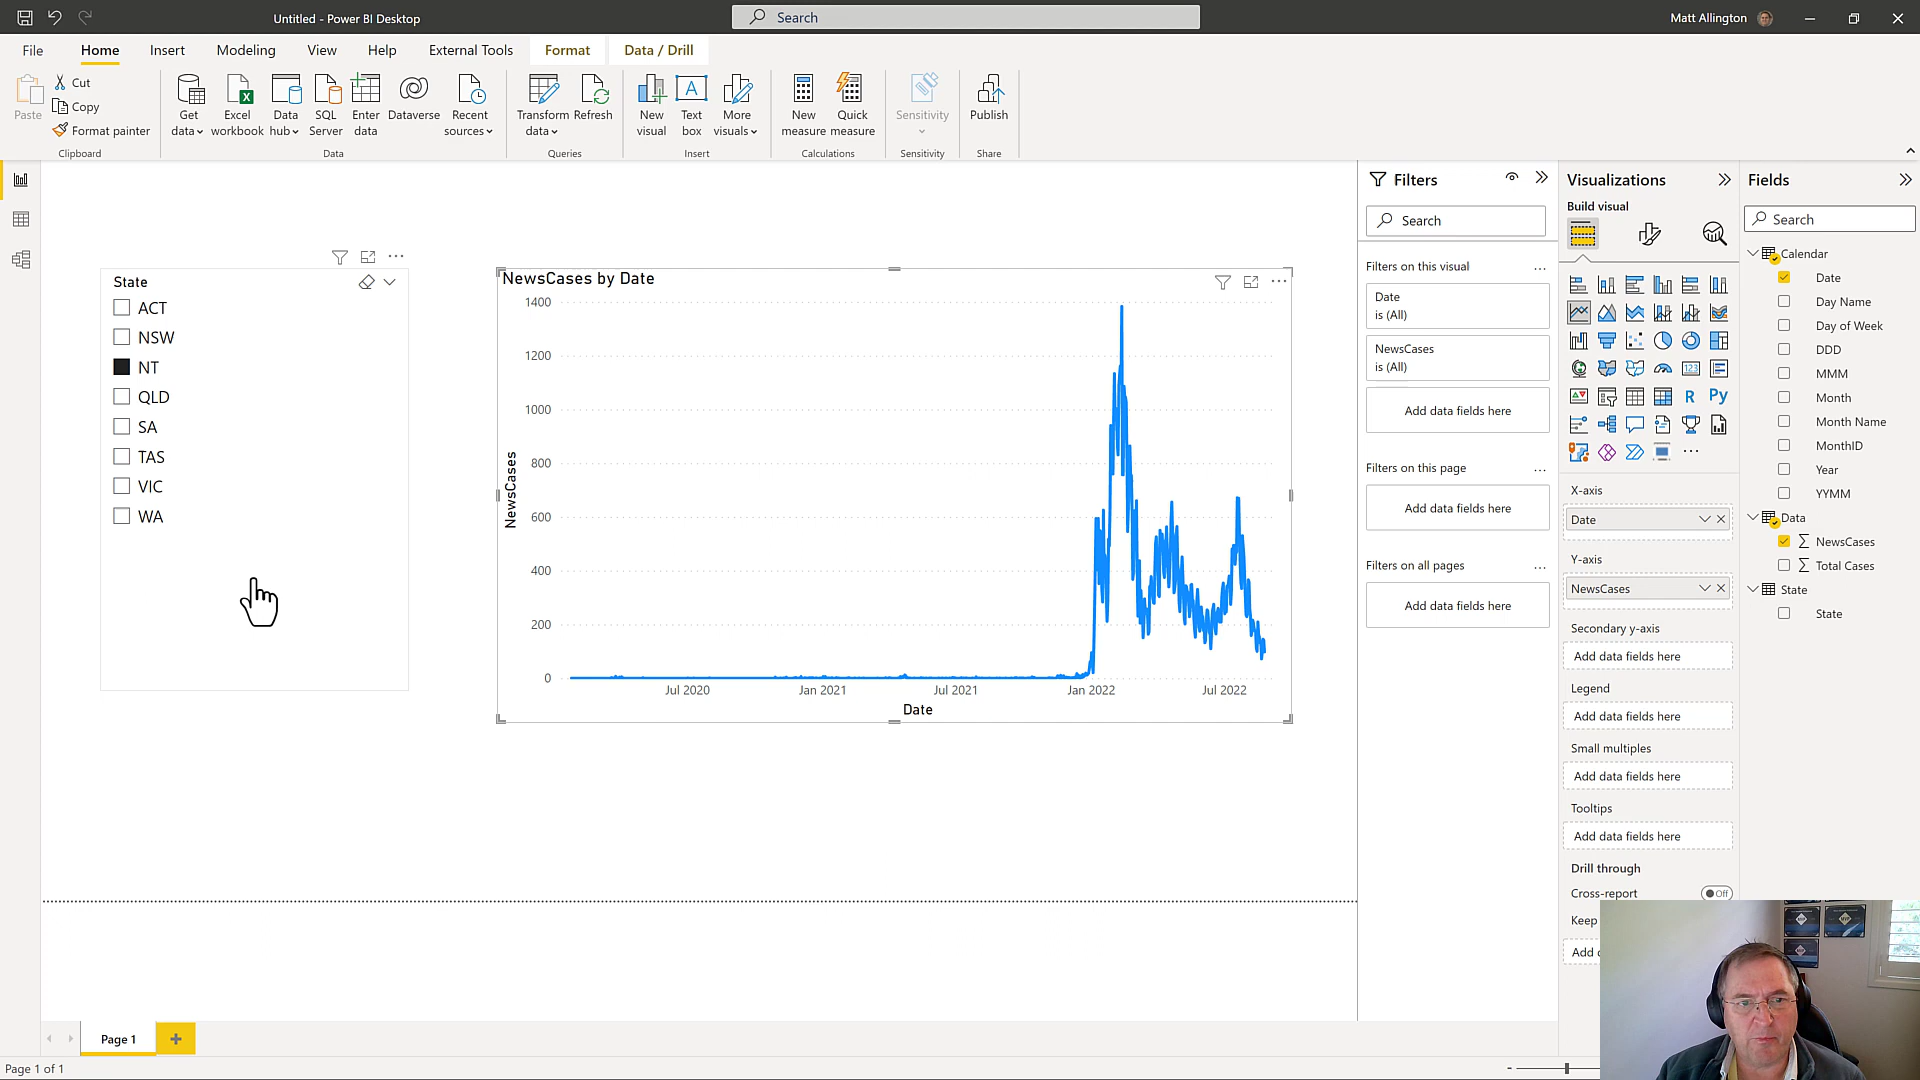 Untitled - Power BI Desktop
Search
Matt Allington
File
Home
Insert
Modeling
View
Help
External Tools
Format
Data / Drill
Paste
Cut
Copy
Format painter
Clipboard
Get data
Excel workbook
Data hub
SQL Server
Enter data
Dataverse
Recent sources
Data
Transform data
Refresh
Queries
New visual
Text box
More visuals
Insert
New measure
Quick measure
Calculations
Sensitivity
Sensitivity
Publish
Share
State
ACT
NSW
NT
QLD
SA
TAS
VIC
WA
NewsCases by Date
1400
1200
1000
800
600
400
200
0
NewsCases
Jul 2020
Jan 2021
Jul 2021
Jan 2022
Jul 2022
Date
Filters
Search
Filters on this visual
Date
is (All)
NewsCases
is (All)
Add data fields here
Filters on this page
Add data fields here
Filters on all pages
Add data fields here
Visualizations
Build visual
123
R
Py
X-axis
Date
Y-axis
NewsCases
Secondary y-axis
Add data fields here
Legend
Add data fields here
Small multiples
Add data fields here
Tooltips
Add data fields here
Drill through
Cross-report
Off
Keep
Add
Fields
Search
Calendar
Date
Day Name
Day of Week
DDD
MMM
Month
Month Name
MonthID
Year
YYMM
Data
NewsCases
Total Cases
State
State
Page 1
Page 1 of 1